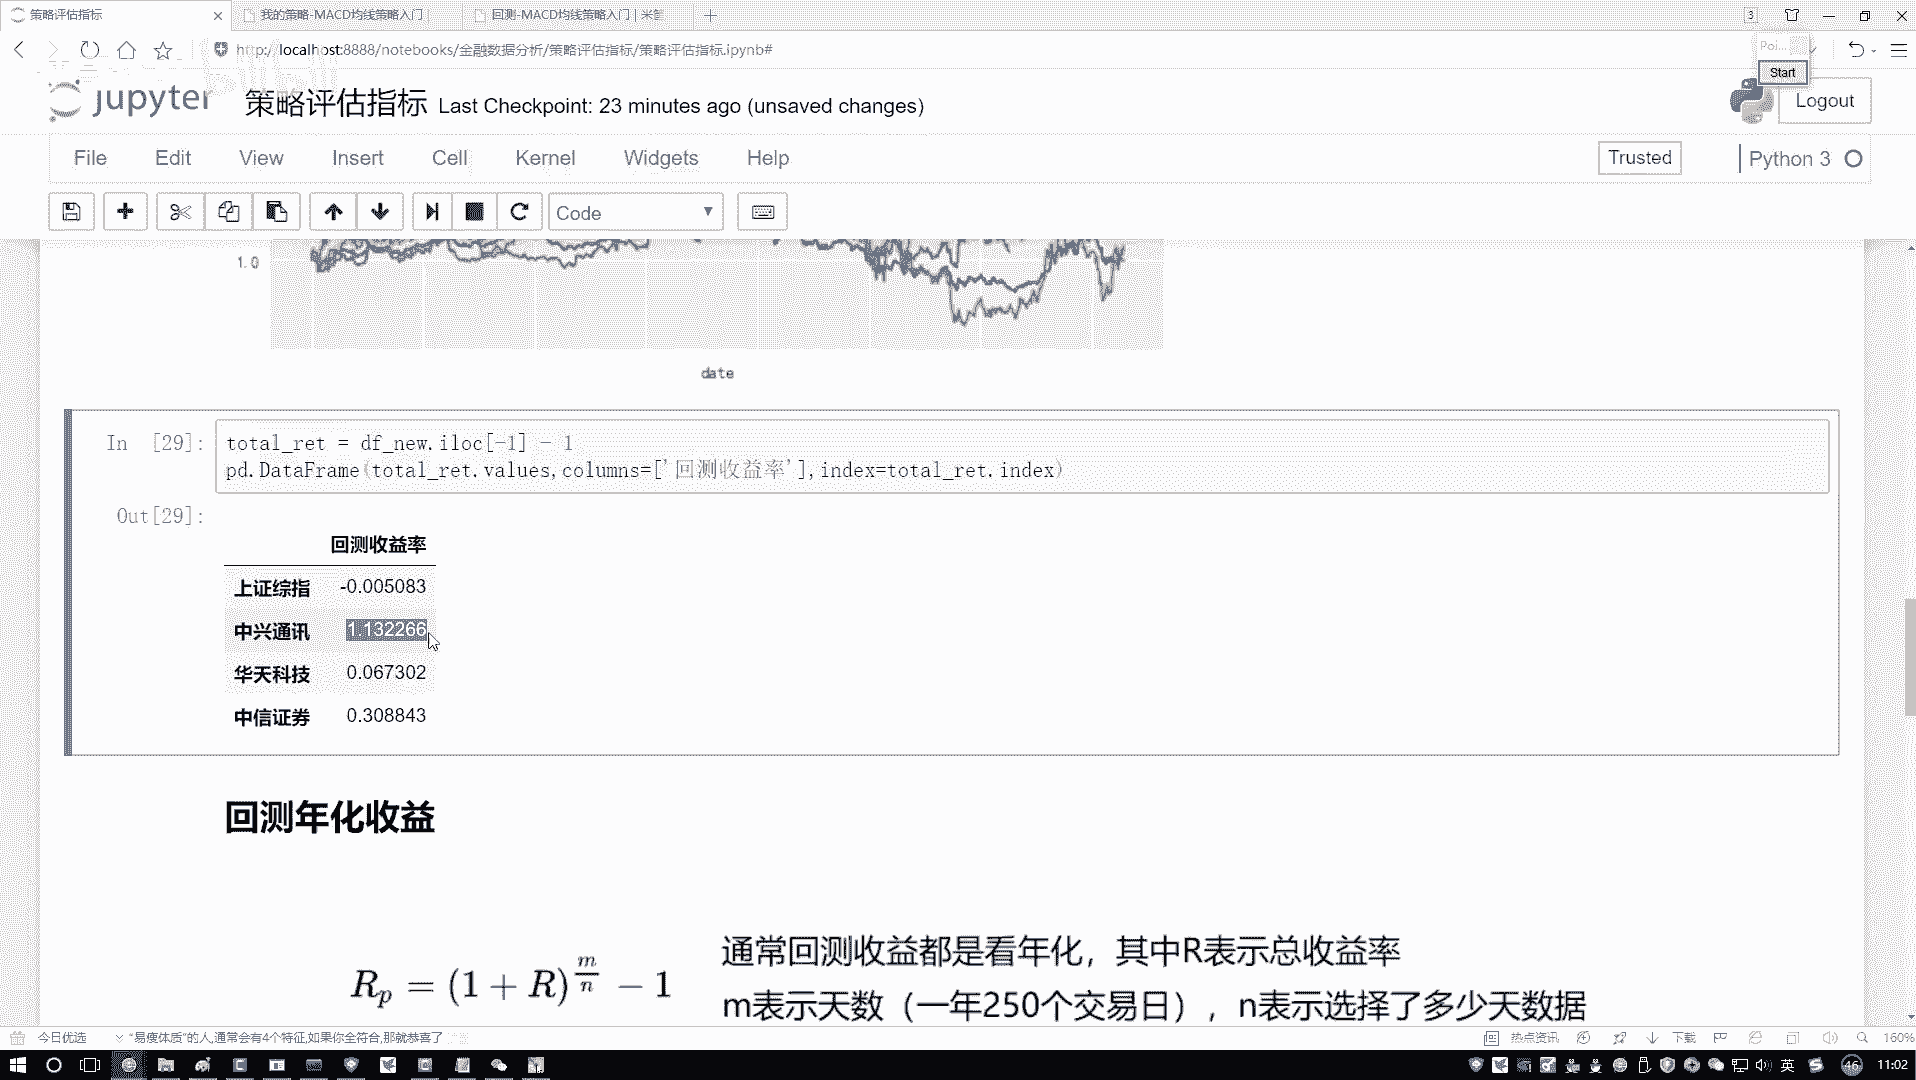 策略评估指标
我的策略-MACD均线策略入门
回测-MACD均线策略入门 | 米筐
3
http://localhost:8888/notebooks/金融数据分析/策略评估指标/策略评估指标.ipynb#
Poi...
Start
bilibili
jupyter
策略评估指标 Last Checkpoint: 23 minutes ago (unsaved changes)
Logout
File Edit View Insert Cell Kernel Widgets Help
Trusted
Python 3
Code
1.0
date
In [29]:
total_ret = df_new.iloc[-1] - 1
pd.DataFrame(total_ret.values,columns=['回测收益率'],index=total_ret.index)
Out[29]:
回测收益率
上证综指 -0.005083
中兴通讯 1.132266
华天科技 0.067302
中信证券 0.308843
回测年化收益
R_p = (1 + R)^{m/n} − 1
通常回测收益都是看年化，其中R表示总收益率
m表示天数（一年250个交易日），n表示选择了多少天数据
今日优选
“易瘦体质”的人,通常会有4个特征,如果你全符合,那就恭喜了
热点资讯
下载
160%
英
46
11:02